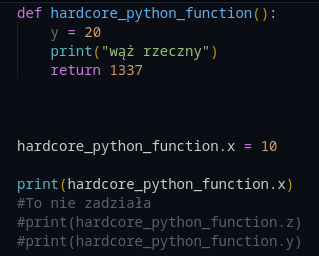 def hardcore_python_function():
    y = 20
    print("wąż rzeczny")
    return 1337
hardcore_python_function.x = 10
print(hardcore_python_function.x)
#To nie zadziała
#print(hardcore_python_function.z)
#print(hardcore_python_function.y)